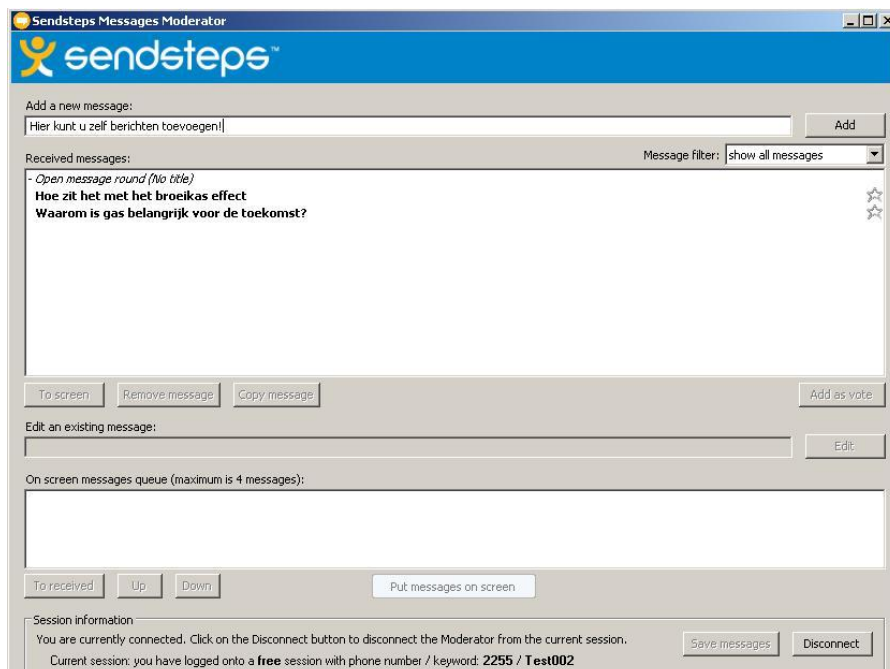 Sendsteps Messages Moderator
sendsteps™
Add a new message:
Hier kunt u zelf berichten toevoegen!
Add
Received messages:
Message filter: show all messages
- Open message round (No title)
Hoe zit het met het broeikas effect
Waarom is gas belangrijk voor de toekomst?
To screen Remove message Copy message Add as vote
Edit an existing message:
Edit
On screen messages queue (maximum is 4 messages):
To received Up Down Put messages on screen
Session information
You are currently connected. Click on the Disconnect button to disconnect the Moderator from the current session.
Save messages Disconnect
Current session: you have logged onto a free session with phone number / keyword: 2255 / Test002